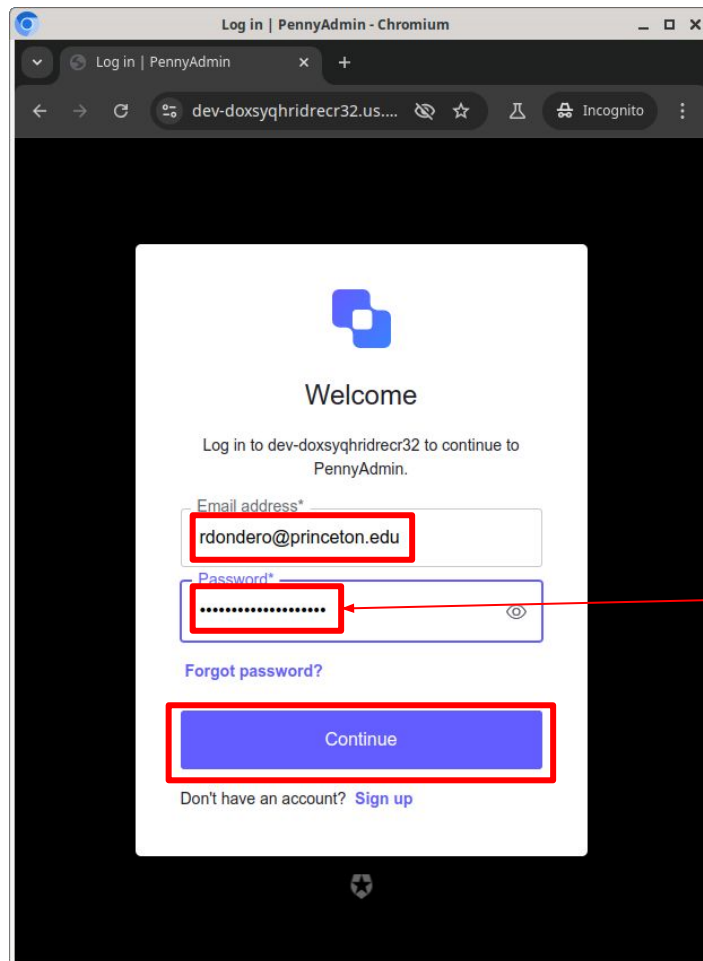 Log in | PennyAdmin - Chromium
Log in | PennyAdmin
dev-doxsyqhridrecr32.us.... Incognito
Welcome
Log in to dev-doxsyqhridrecr32 to continue to
PennyAdmin.
Email address*
rdondero@princeton.edu
Password*
••••••••••••••••••••
Forgot password?
Continue
Don't have an account? Sign up